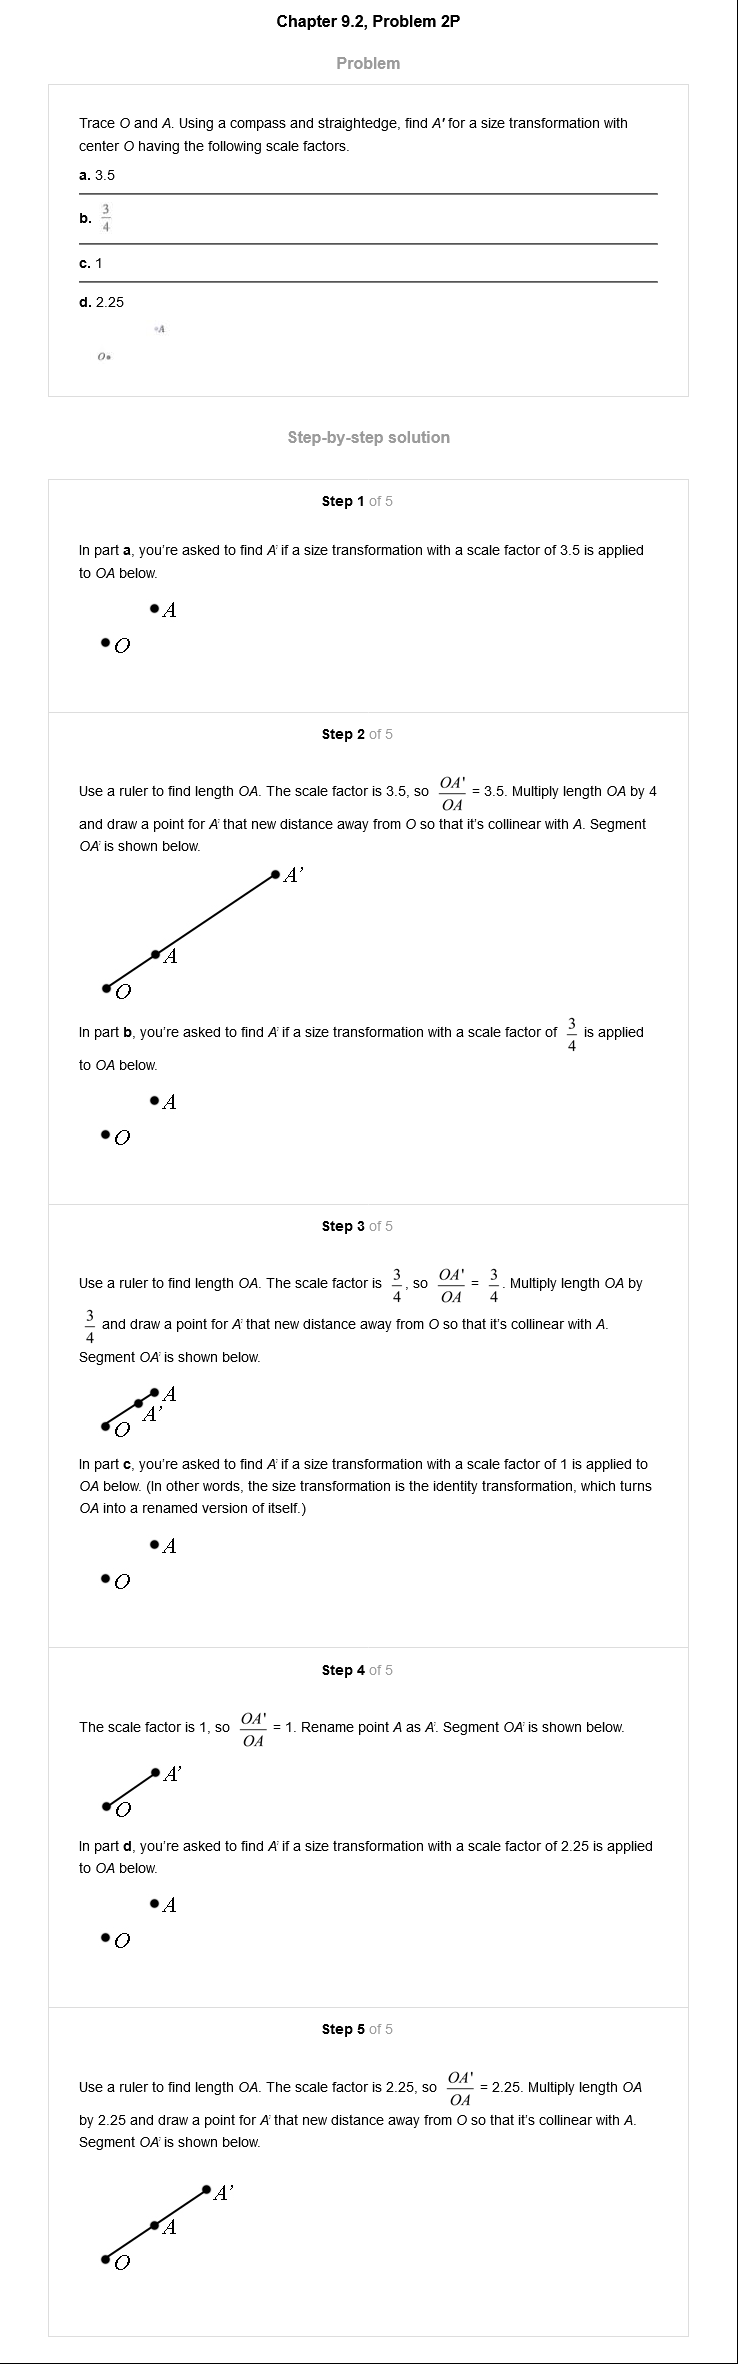 Chapter 9.2, Problem 2P
Problem
Trace O and A. Using a compass and straightedge, find A′ for a size transformation with
center O having the following scale factors.
a. 3.5
b. 3/4
c. 1
d. 2.25
A
O
Step-by-step solution
Step 1 of 5
In part a, you're asked to find A' if a size transformation with a scale factor of 3.5 is applied
to OA below.
A
O
Step 2 of 5
Use a ruler to find length OA. The scale factor is 3.5, so OA'/OA = 3.5. Multiply length OA by 4
and draw a point for A' that new distance away from O so that it's collinear with A. Segment
OA' is shown below.
A'
A
O
In part b, you're asked to find A' if a size transformation with a scale factor of 3/4 is applied
to OA below.
A
O
Step 3 of 5
Use a ruler to find length OA. The scale factor is 3/4, so OA'/OA = 3/4. Multiply length OA by
3/4 and draw a point for A' that new distance away from O so that it's collinear with A.
Segment OA' is shown below.
A
A'
O
In part c, you're asked to find A' if a size transformation with a scale factor of 1 is applied to
OA below. (In other words, the size transformation is the identity transformation, which turns
OA into a renamed version of itself.)
A
O
Step 4 of 5
The scale factor is 1, so OA'/OA = 1. Rename point A as A'. Segment OA' is shown below.
A'
O
In part d, you're asked to find A' if a size transformation with a scale factor of 2.25 is applied
to OA below.
A
O
Step 5 of 5
Use a ruler to find length OA. The scale factor is 2.25, so OA'/OA = 2.25. Multiply length OA
by 2.25 and draw a point for A' that new distance away from O so that it's collinear with A.
Segment OA' is shown below.
A'
A
O